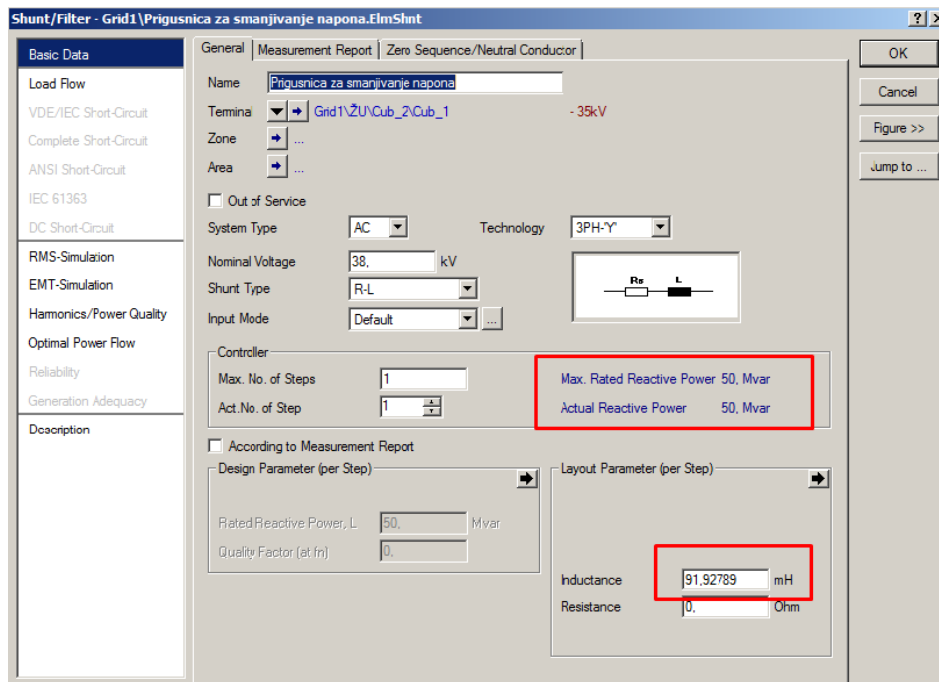 Shunt/Filter - Grid1\Prigusnica za smanjivanje napona.ElmShnt
Basic Data
Load Flow
VDE/IEC Short-Circuit
Complete Short-Circuit
ANSI Short-Circuit
IEC 61363
DC Short-Circuit
RMS-Simulation
EMT-Simulation
Harmonics/Power Quality
Optimal Power Flow
Reliability
Generation Adequacy
Description
General Measurement Report Zero Sequence/Neutral Conductor
Name Prigusnica za smanjivanje napona
Terminal Grid1\ŽU\Cub_2\Cub_1 - 35kV
Zone ...
Area ...
Out of Service
System Type AC Technology 3PH-'Y'
Nominal Voltage 38, kV
Shunt Type R-L
Input Mode Default ...
Rs L
Controller
Max. No. of Steps 1 Max. Rated Reactive Power 50, Mvar
Act.No. of Step 1 Actual Reactive Power 50, Mvar
According to Measurement Report
Design Parameter (per Step)
Rated Reactive Power, L 50, Mvar
Quality Factor (at fn) 0,
Layout Parameter (per Step)
Inductance 91,92789 mH
Resistance 0, Ohm
OK
Cancel
Figure >>
Jump to ...